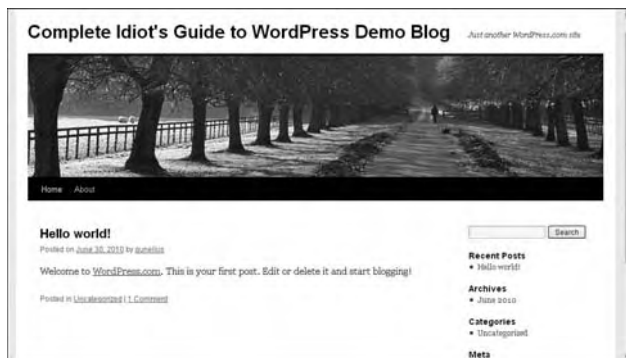 Complete Idiot's Guide to WordPress Demo Blog
Just another WordPress.com site
Home About
Hello world!
Posted on June 30, 2010 by gunelius
Welcome to WordPress.com. This is your first post. Edit or delete it and start blogging!
Posted in Uncategorized | 1 Comment
Search
Recent Posts
• Hello world!
Archives
• June 2010
Categories
• Uncategorized
Meta